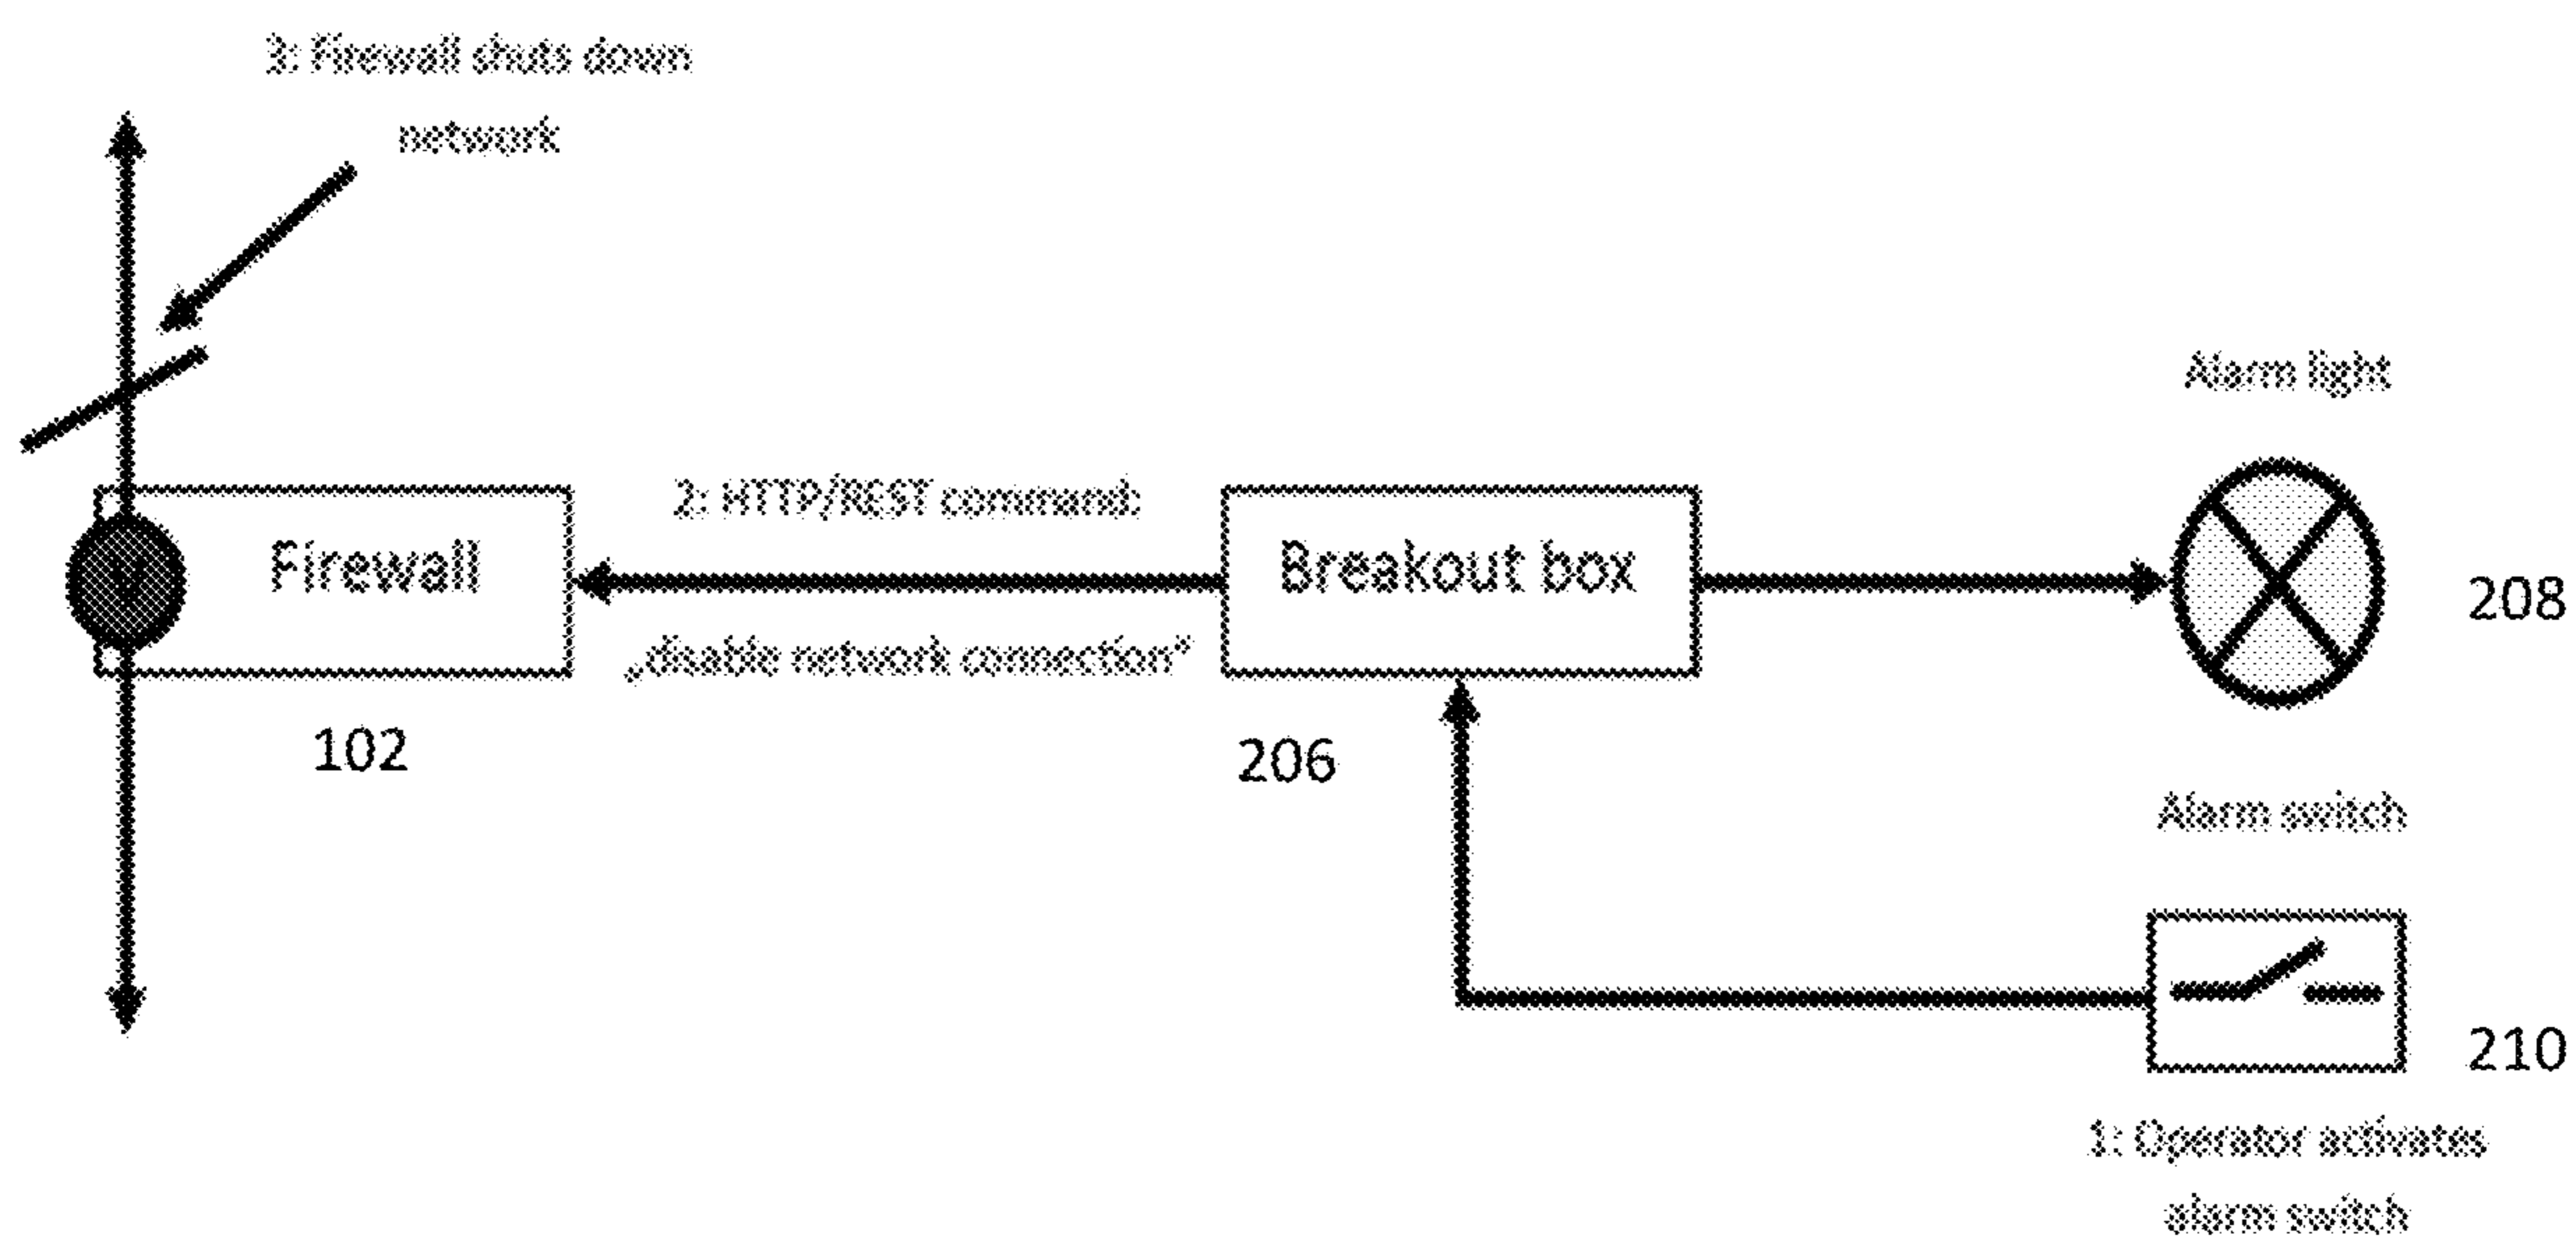 3: Firewall shuts down
network
Alarm light
2: HTTP/REST command:
Firewall
Breakout box
208
„disable network connection“
102
206
Alarm switch
210
1: Operator activates
alarm switch